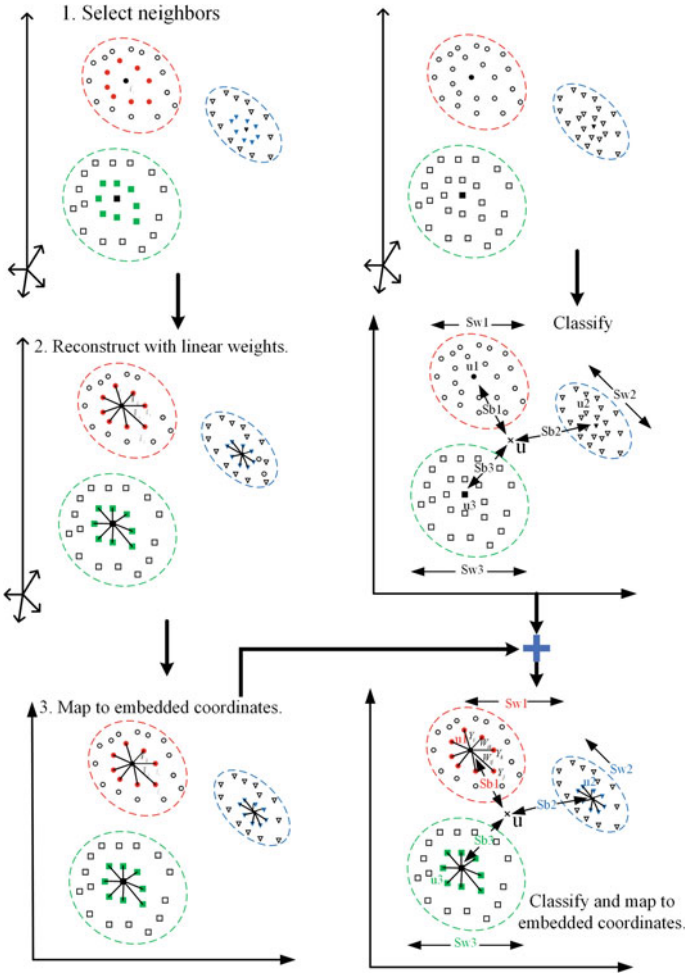 1. Select neighbors
2. Reconstruct with linear weights.
Sw1
Classify
u1
Sb1
u2
Sw2
Sb2
u
Sb3
u3
Sw3
3. Map to embedded coordinates.
Sw1
u1
Sb1
Sw2
u2
Sb2
u
Sb3
u3
Classify and map to
embedded coordinates.
Sw3